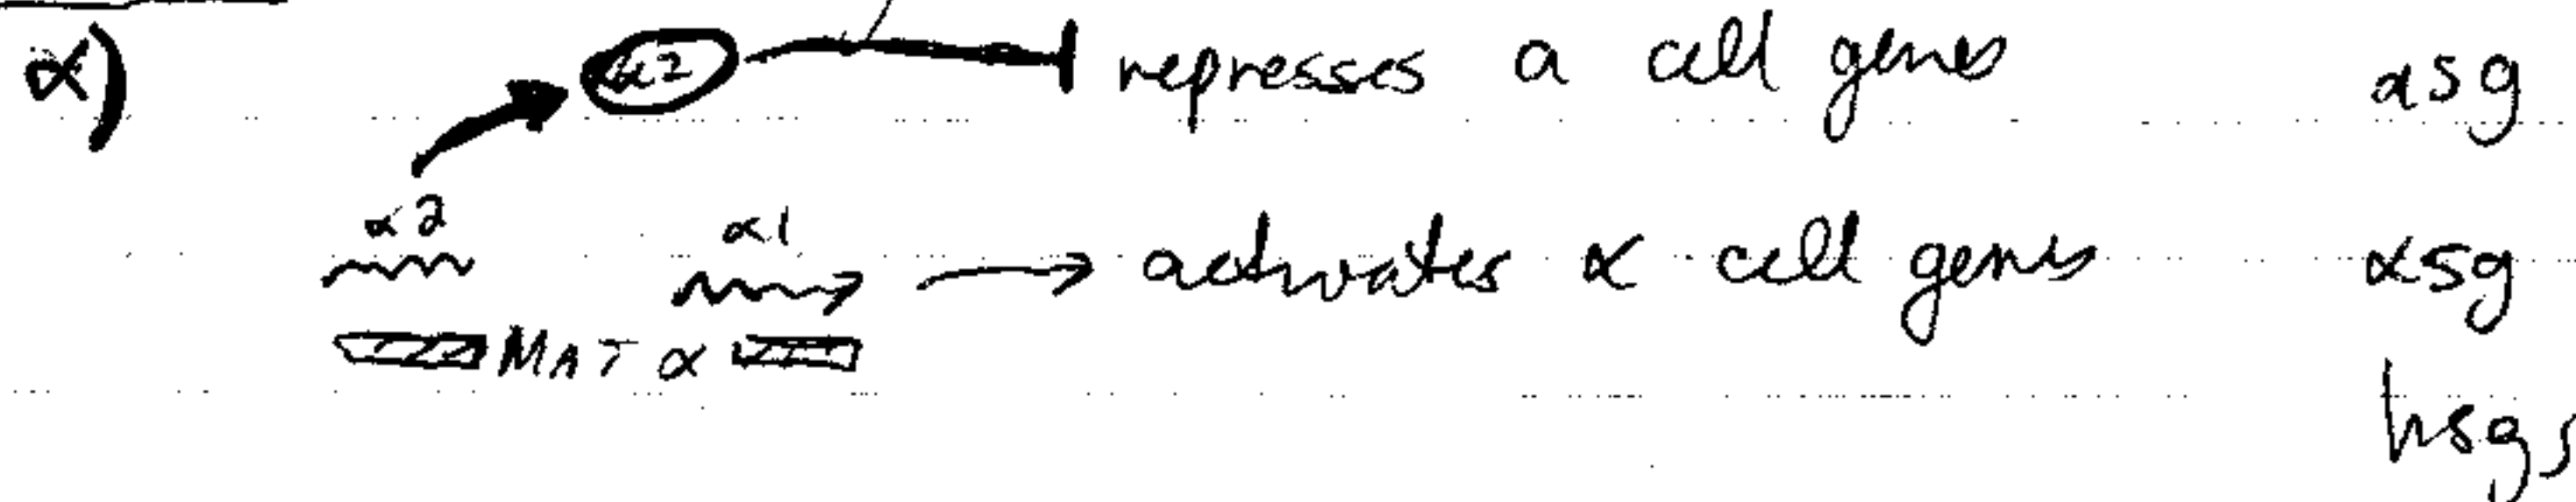 α) α2 represses a cell genes asg
α2 α1 activates α cell genes αsg
MAT α
hsgs